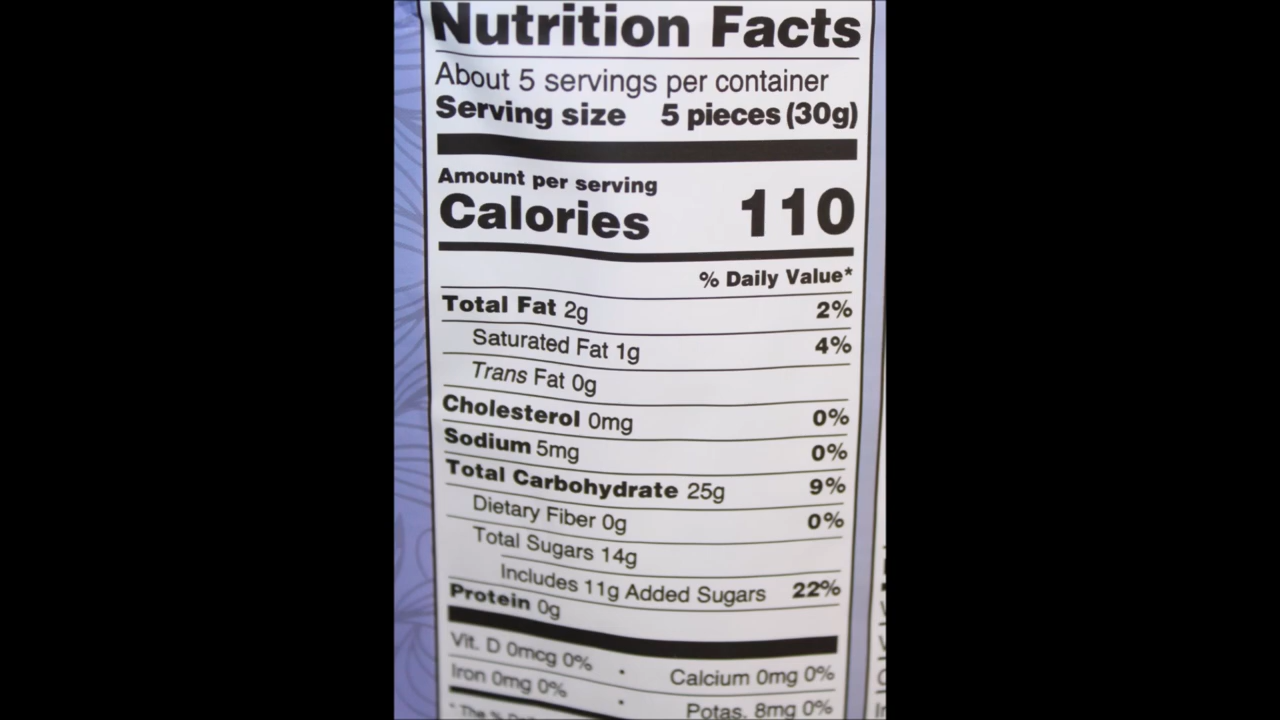 Nutrition Facts
About 5 servings per container
Serving size 5 pieces (30g)
Amount per serving
Calories 110
% Daily Value*
Total Fat 2g 2%
Saturated Fat 1g 4%
Trans Fat 0g
Cholesterol 0mg 0%
Sodium 5mg 0%
Total Carbohydrate 25g 9%
Dietary Fiber 0g 0%
Total Sugars 14g
Includes 11g Added Sugars 22%
Protein 0g
Vit. D 0mcg 0% • Calcium 0mg 0%
Iron 0mg 0% • Potas. 8mg 0%
* The %